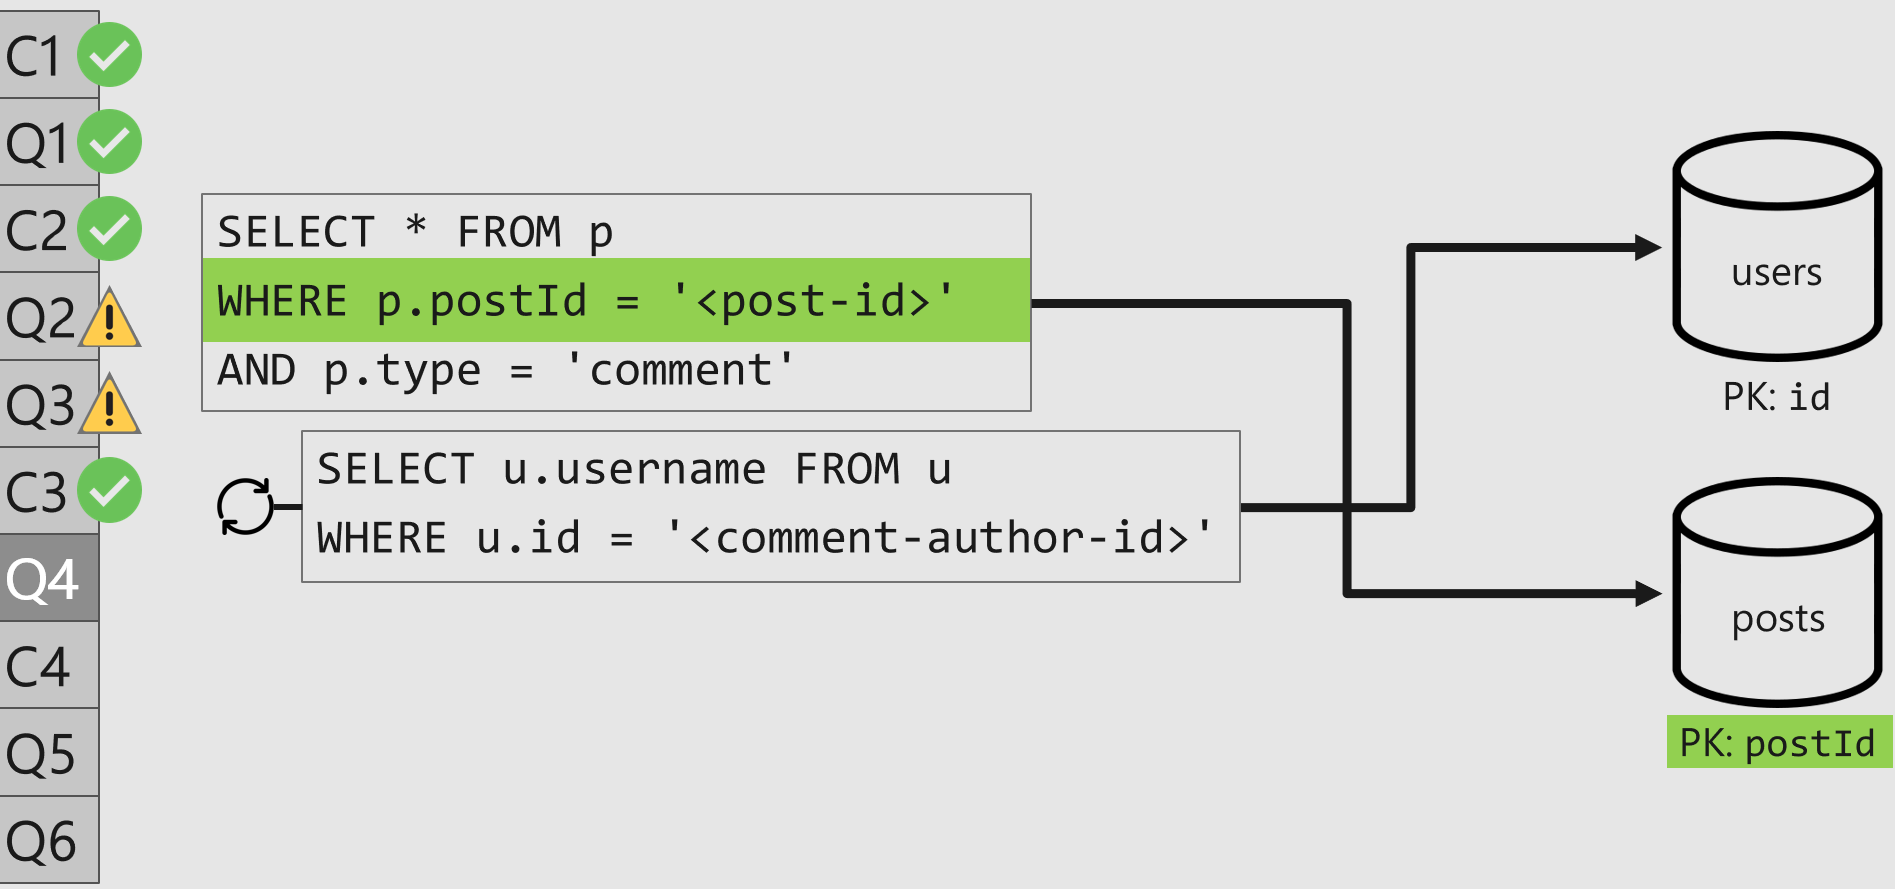 C1
Q1
C2
Q2
Q3
C3
Q4
C4
Q5
Q6
SELECT * FROM p
WHERE p.postId = '<post-id>'
AND p.type = 'comment'
SELECT u.username FROM u
WHERE u.id = '<comment-author-id>'
users
PK: id
posts
PK: postId